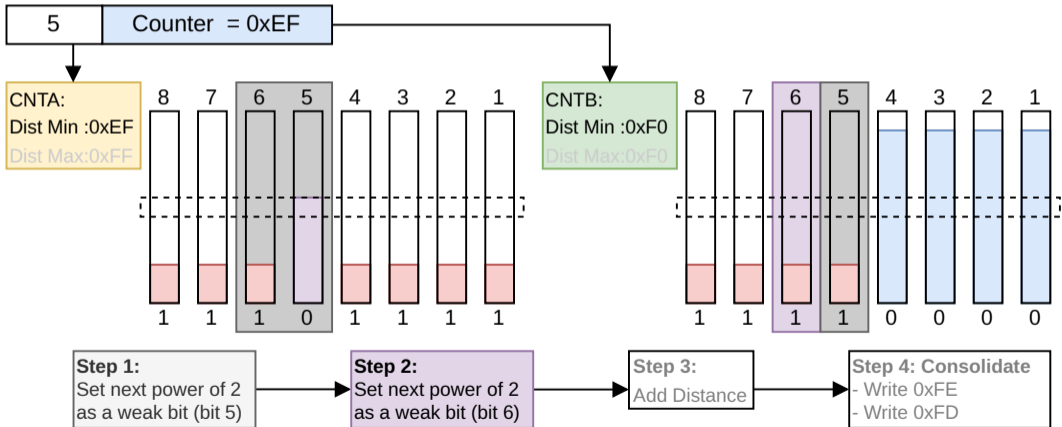 5 Counter = 0xEF
CNTA:
Dist Min :0xEF
Dist Max:0xFF
8 7 6 5 4 3 2 1
1 1 1 0 1 1 1 1
CNTB:
Dist Min :0xF0
Dist Max:0xF0
8 7 6 5 4 3 2 1
1 1 1 1 0 0 0 0
Step 1:
Set next power of 2
as a weak bit (bit 5)
Step 2:
Set next power of 2
as a weak bit (bit 6)
Step 3:
Add Distance
Step 4: Consolidate
- Write 0xFE
- Write 0xFD